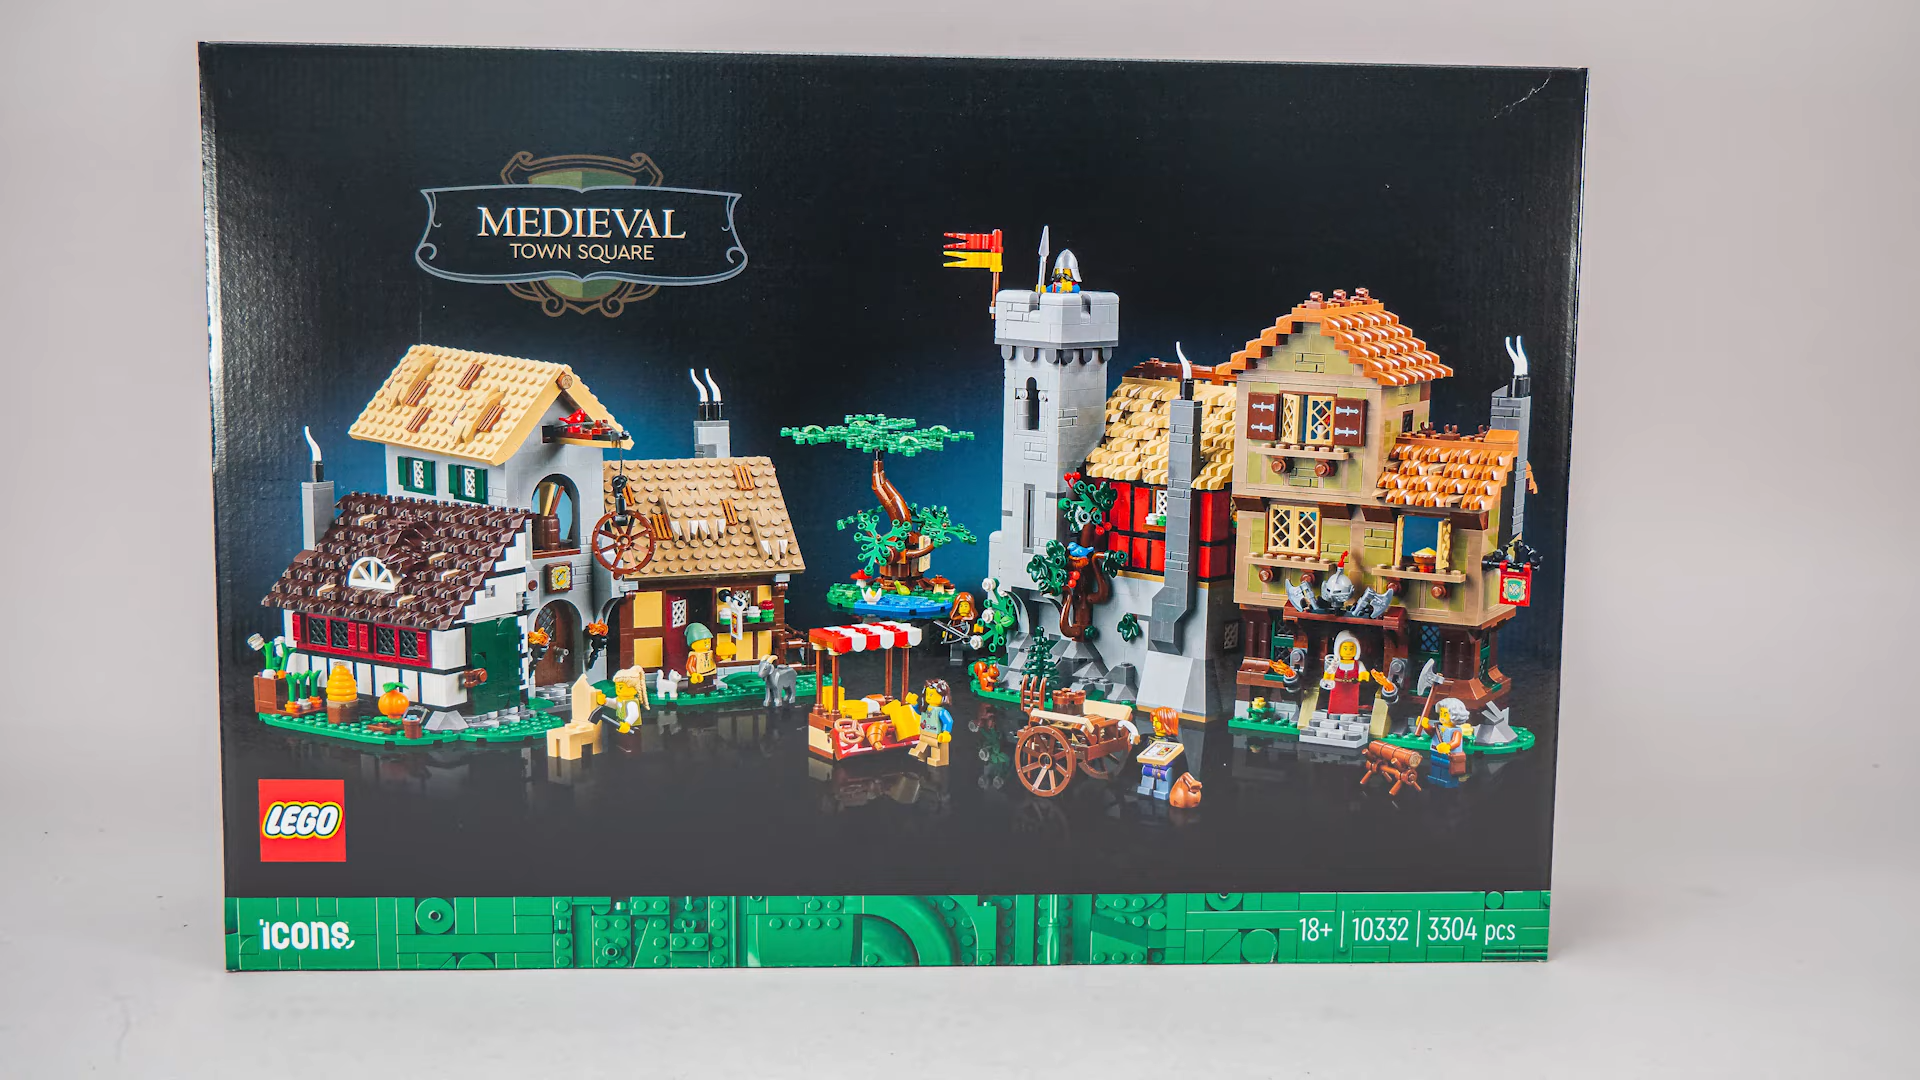 MEDIEVAL
TOWN SQUARE
LEGO
icons
18+ | 10332 | 3304 pcs